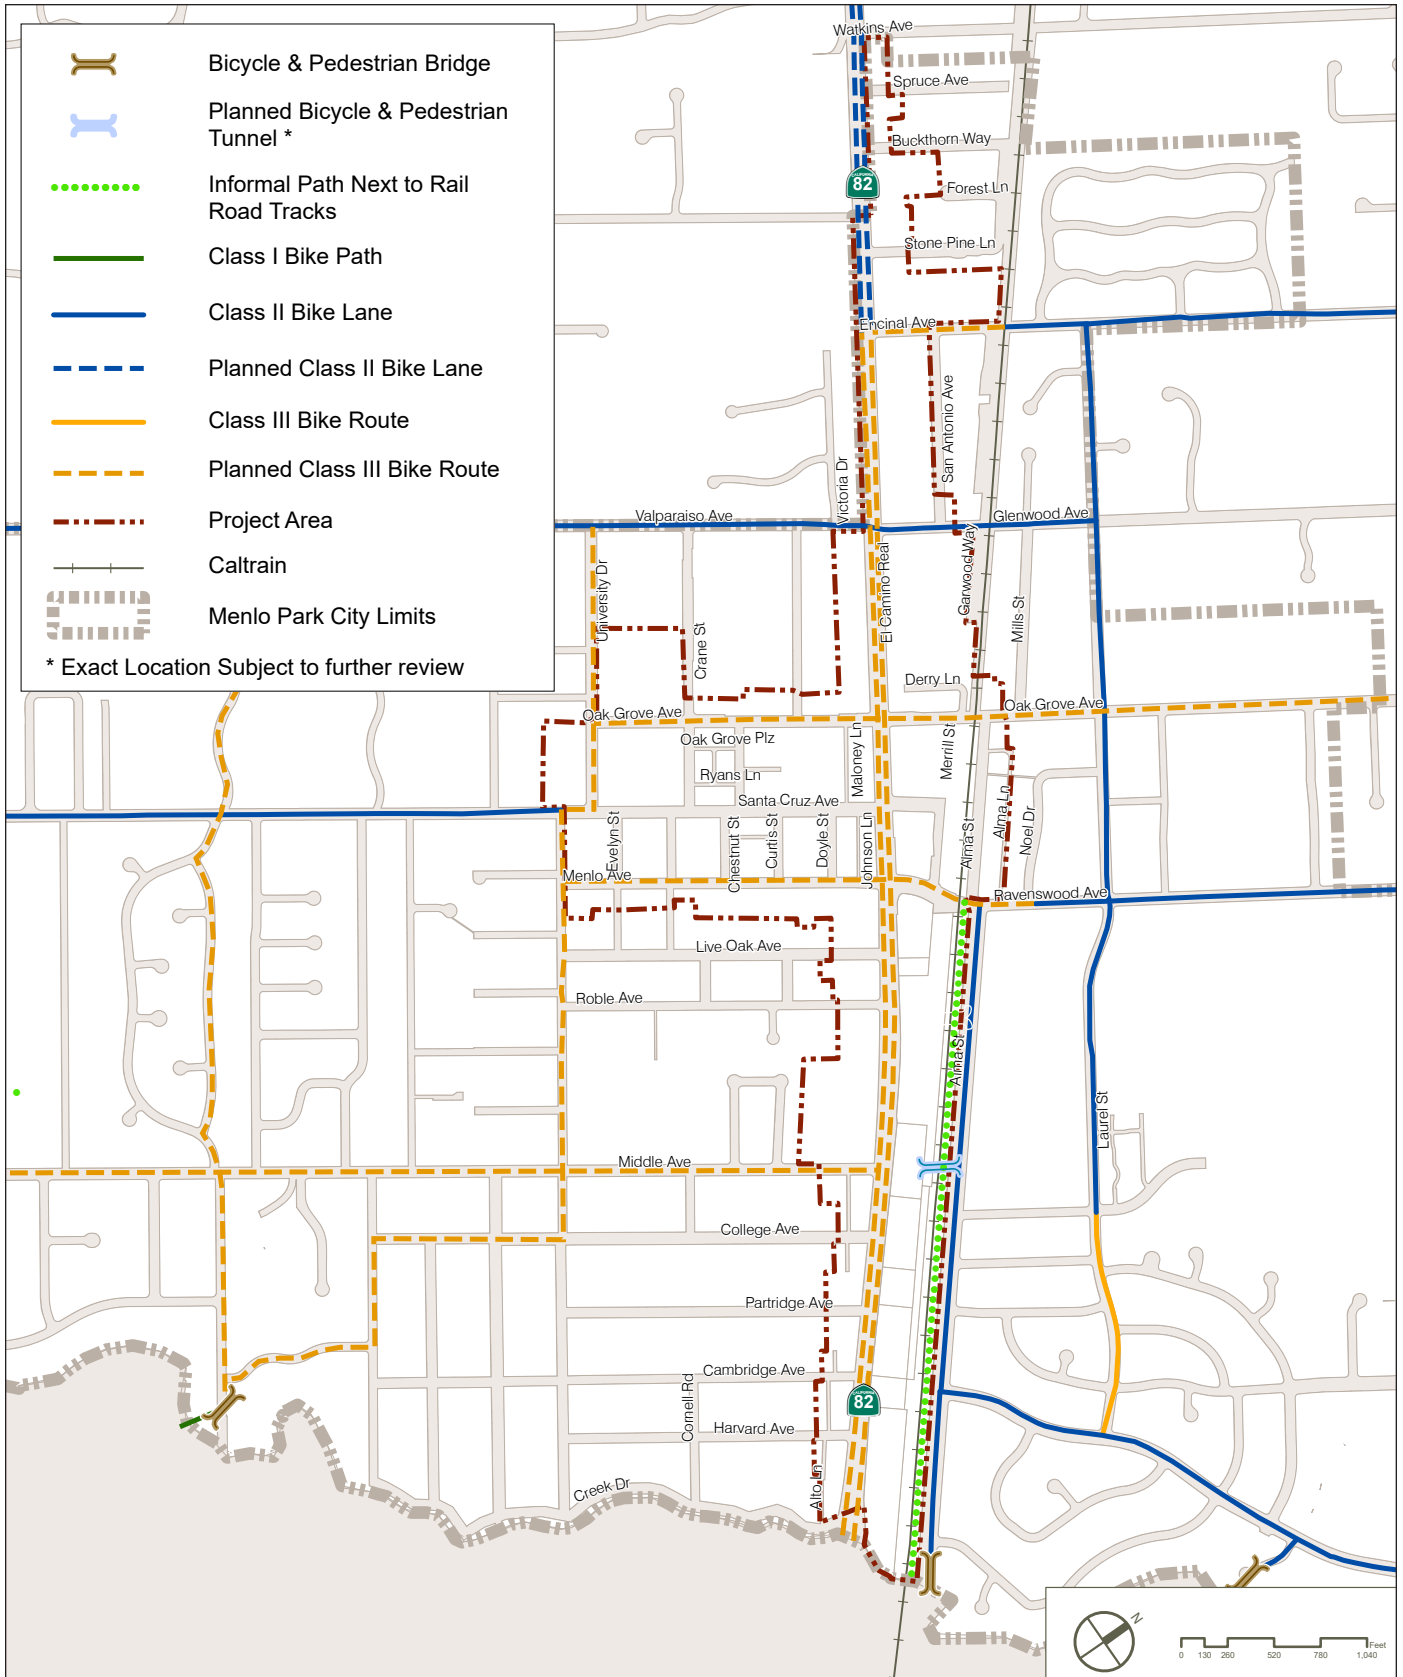 Bicycle & Pedestrian Bridge
Planned Bicycle & Pedestrian
Tunnel *
Informal Path Next to Rail
Road Tracks
Class I Bike Path
Class II Bike Lane
Planned Class II Bike Lane
Class III Bike Route
Planned Class III Bike Route
Project Area
Caltrain
Menlo Park City Limits
* Exact Location Subject to further review
Watkins Ave
Spruce Ave
Buckthorn Way
CALIFORNIA
82
Forest Ln
Stone Pine Ln
Encinal Ave
San Antonio Ave
Victoria Dr
Valparaiso Ave
Glenwood Ave
University Dr
El Camino Real
Garwood Way
Mills St
Crane St
Derry Ln
Oak Grove Ave
Oak Grove Ave
Oak Grove Plz
Maloney Ln
Merrill St
Ryans Ln
Santa Cruz Ave
Alma Ln
Noel Dr
Evelyn St
Chestnut St
Curtis St
Doyle St
Johnson Ln
Alma St
Menlo Ave
Ravenswood Ave
Live Oak Ave
Roble Ave
Alma St
Laurel St
Middle Ave
College Ave
Partridge Ave
Cambridge Ave
Cornell Rd
CALIFORNIA
82
Harvard Ave
Creek Dr
Alto Ln
N
Feet
0 130 260 520 780 1,040